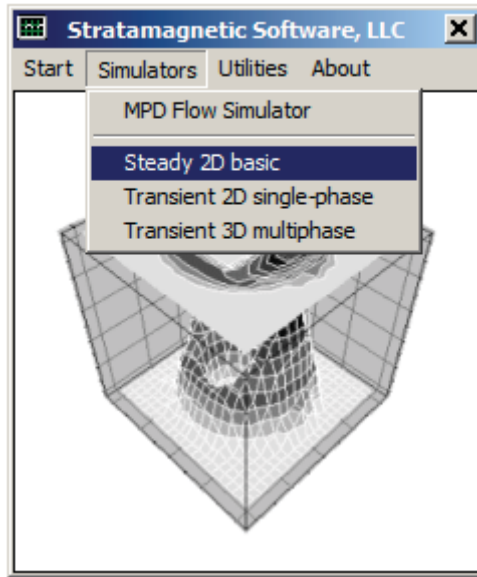 Stratamagnetic Software, LLC
Start Simulators Utilities About
MPD Flow Simulator
Steady 2D basic
Transient 2D single-phase
Transient 3D multiphase